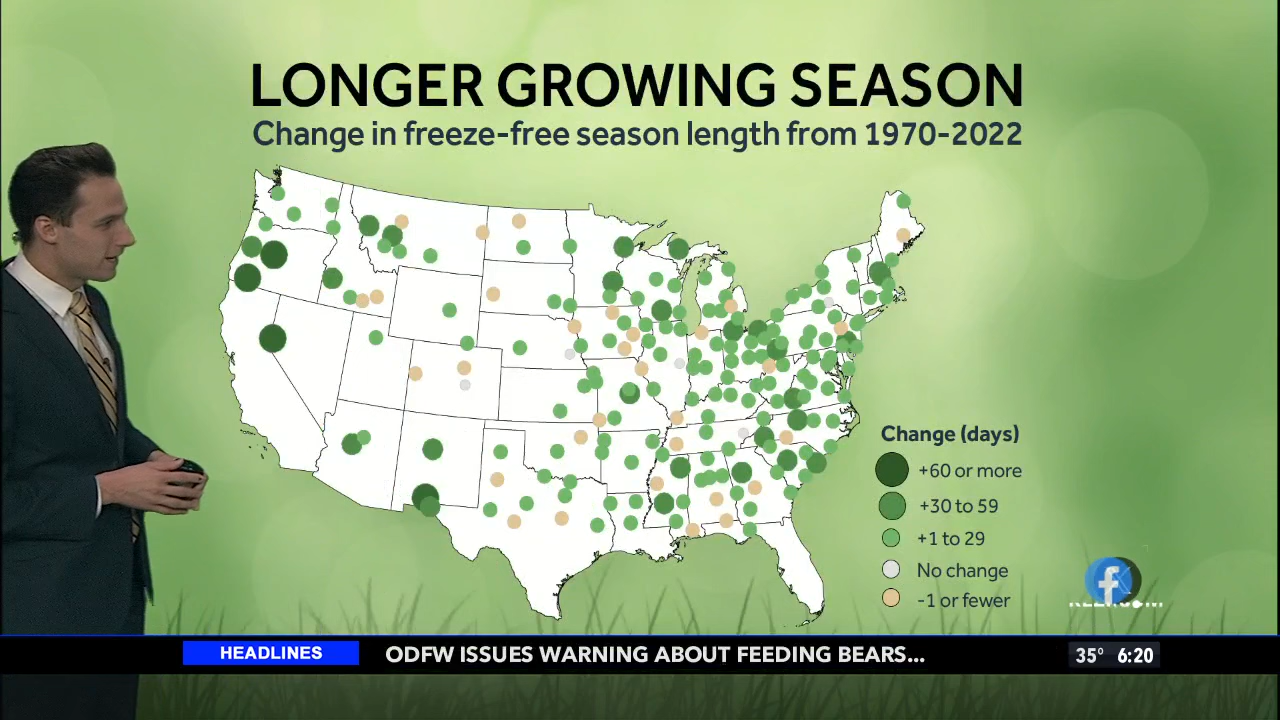 LONGER GROWING SEASON
Change in freeze-free season length from 1970-2022
Change (days)
+60 or more
+30 to 59
+1 to 29
No change
-1 or fewer
HEADLINES
ODFW ISSUES WARNING ABOUT FEEDING BEARS...
35° 6:20